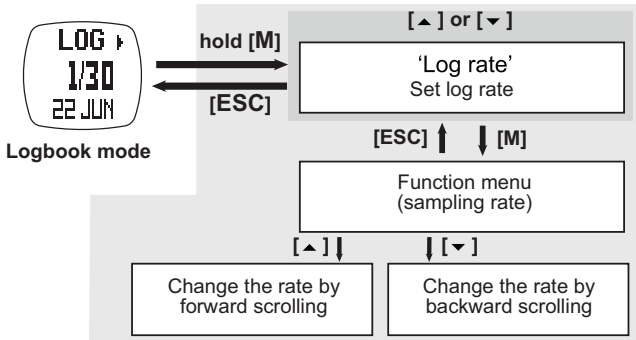 LOG
1/30
22 JUN
Logbook mode
hold [M]
[ESC]
[▲] or [▼]
'Log rate'
Set log rate
[ESC]
[M]
Function menu
(sampling rate)
[▲]
[▼]
Change the rate by
forward scrolling
Change the rate by
backward scrolling